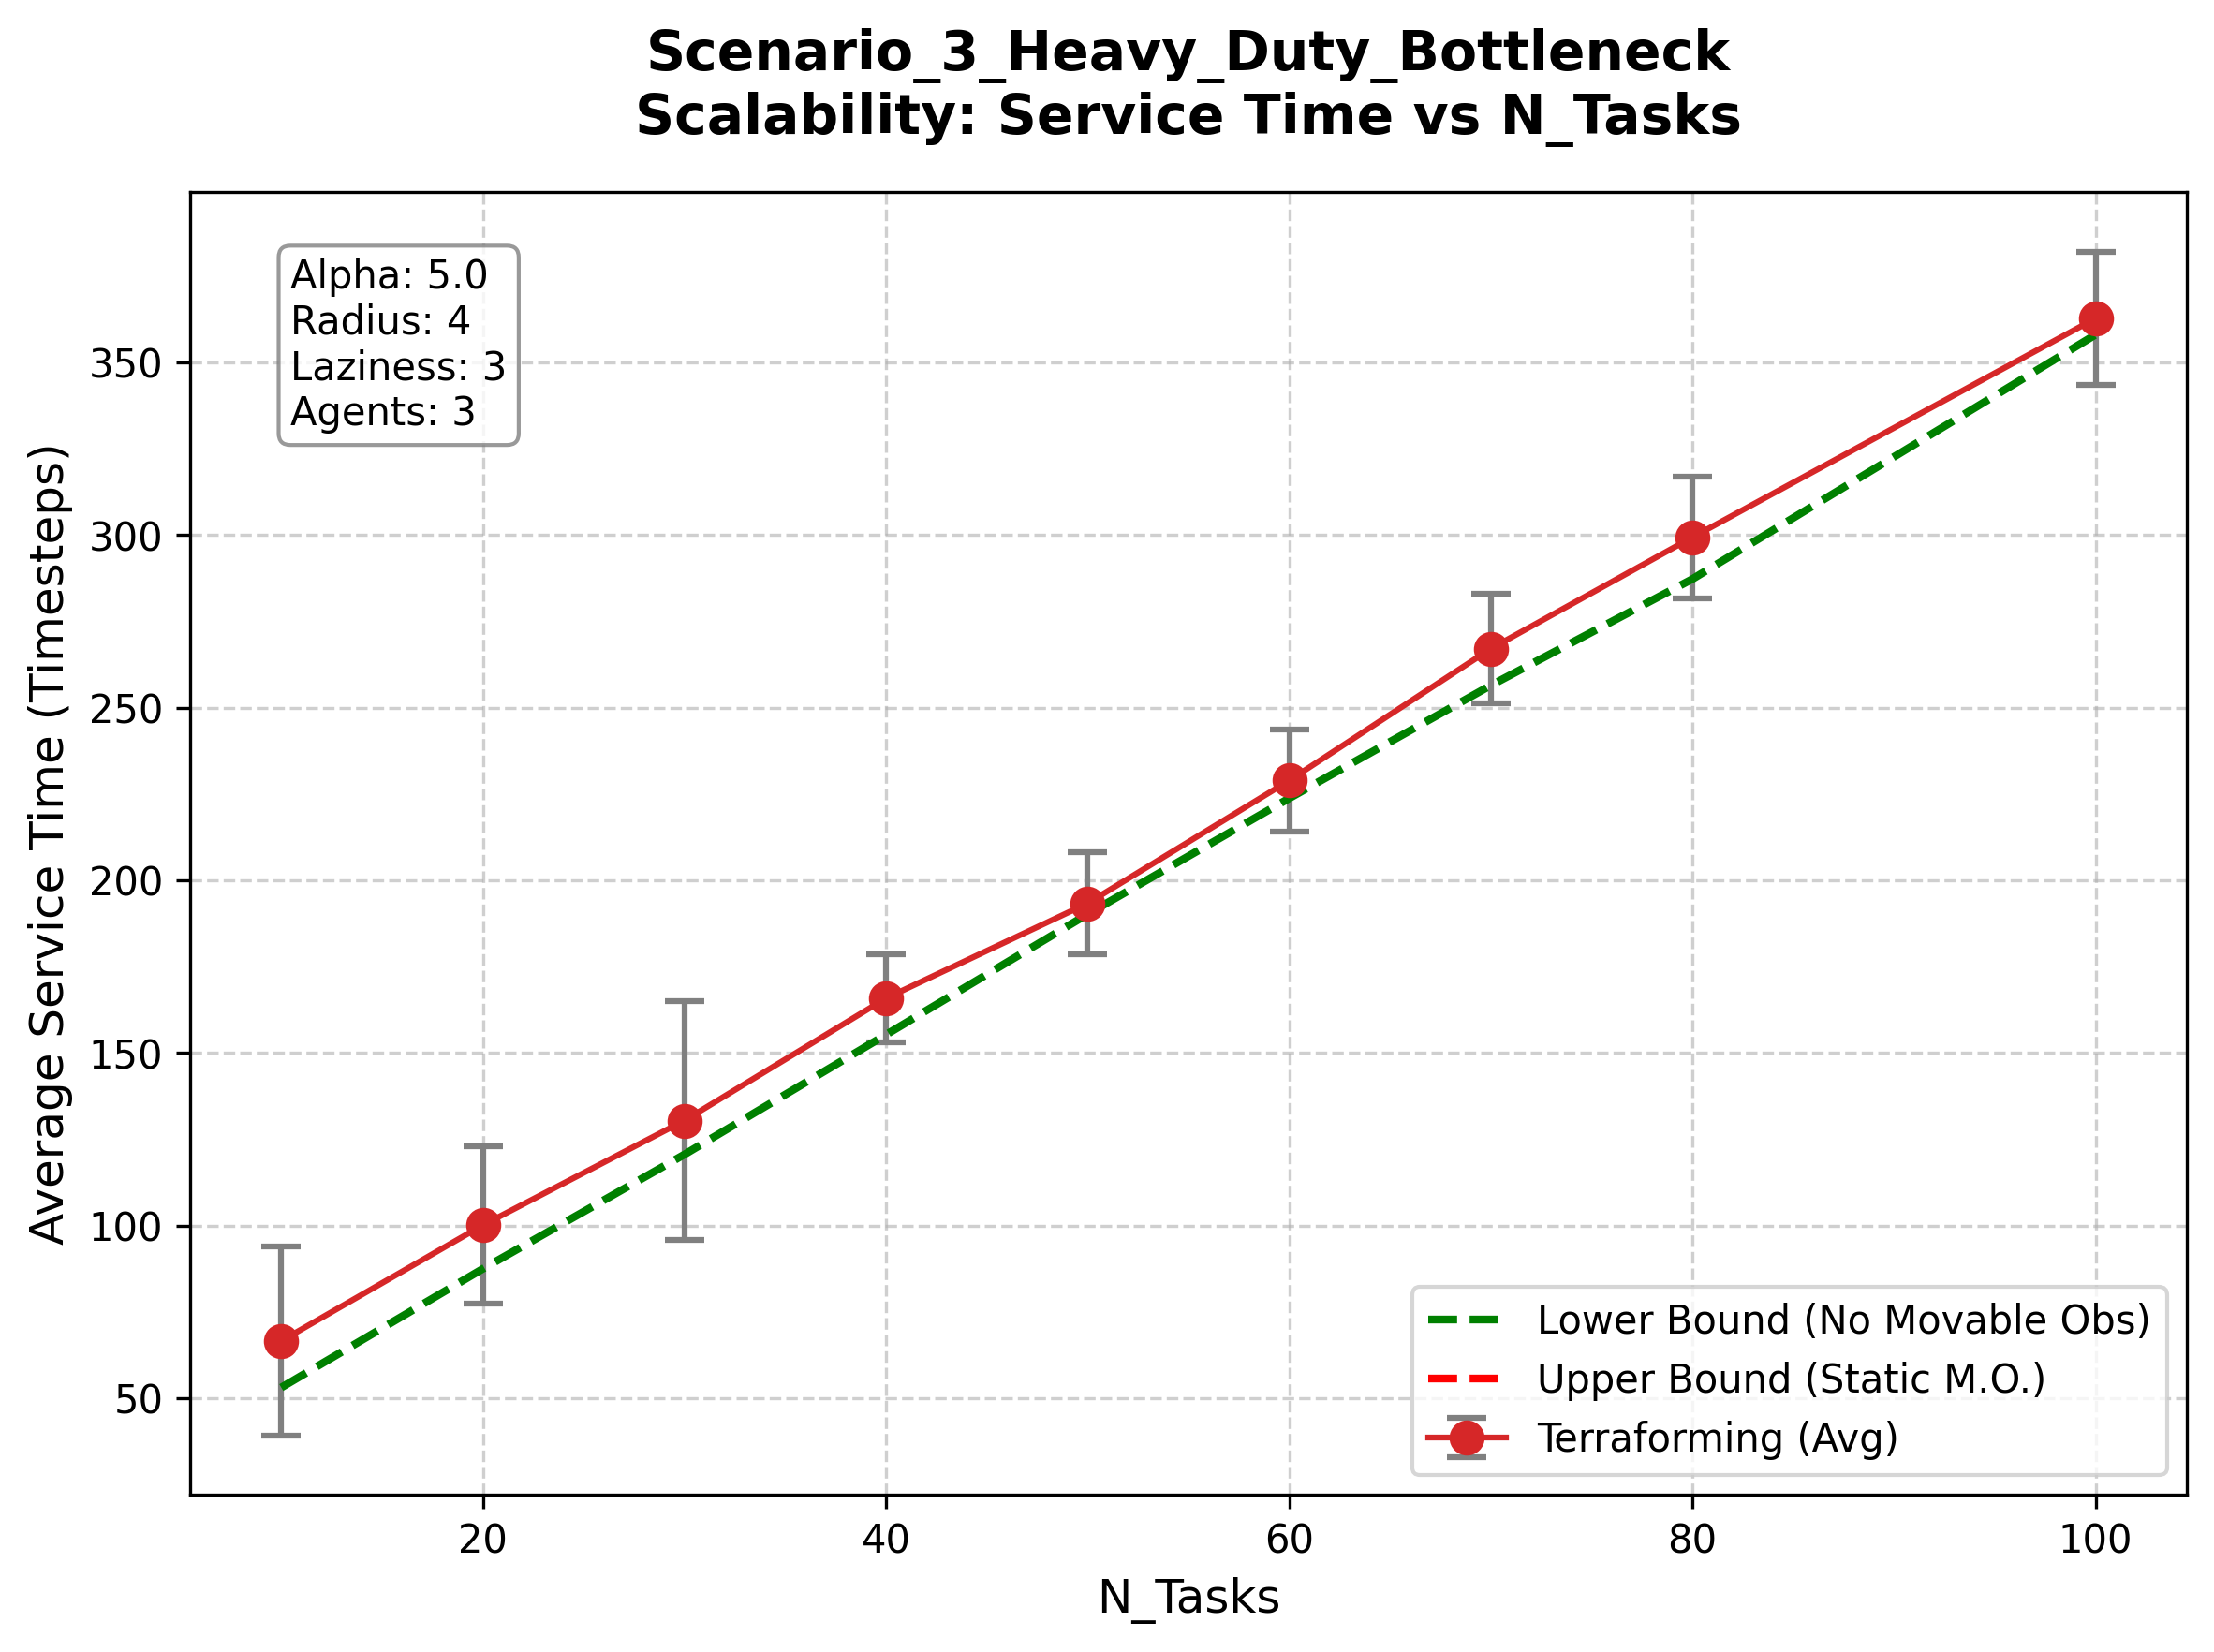 Scenario_3_Heavy_Duty_Bottleneck
Scalability: Service Time vs N_Tasks
Alpha: 5.0
Radius: 4
Laziness: 3
Agents: 3
Average Service Time (Timesteps)
350
300
250
200
150
100
50
Lower Bound (No Movable Obs)
Upper Bound (Static M.O.)
Terraforming (Avg)
20
40
60
80
100
N_Tasks